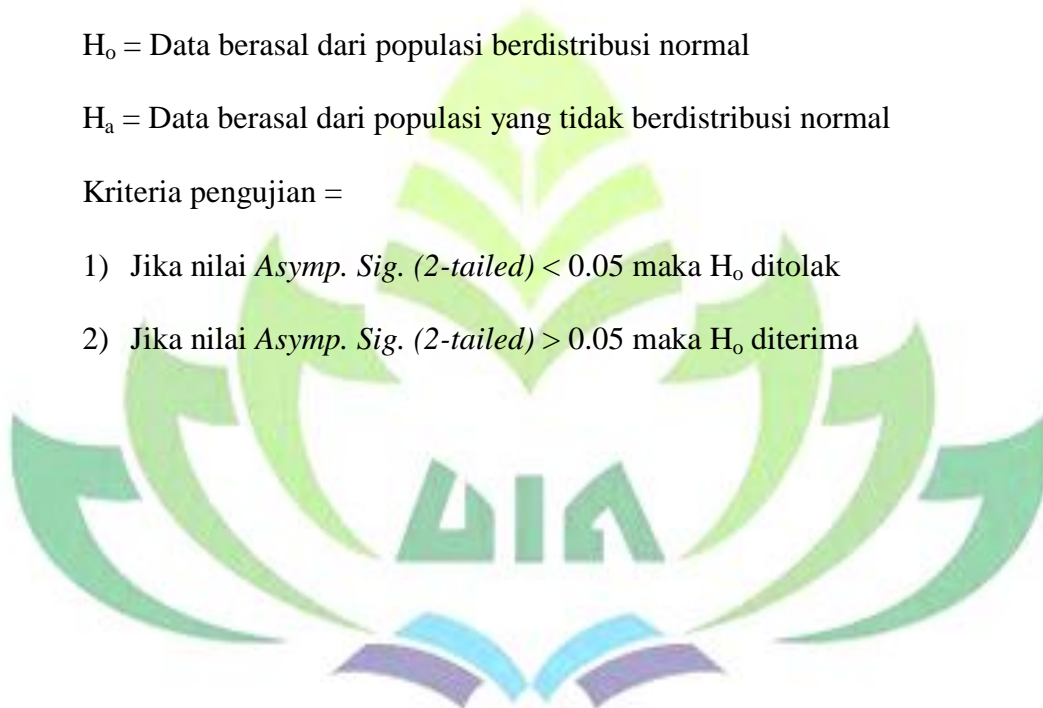 Ho = Data berasal dari populasi berdistribusi normal
Ha = Data berasal dari populasi yang tidak berdistribusi normal
Kriteria pengujian =
1) Jika nilai Asymp. Sig. (2-tailed) < 0.05 maka Ho ditolak
2) Jika nilai Asymp. Sig. (2-tailed) > 0.05 maka Ho diterima